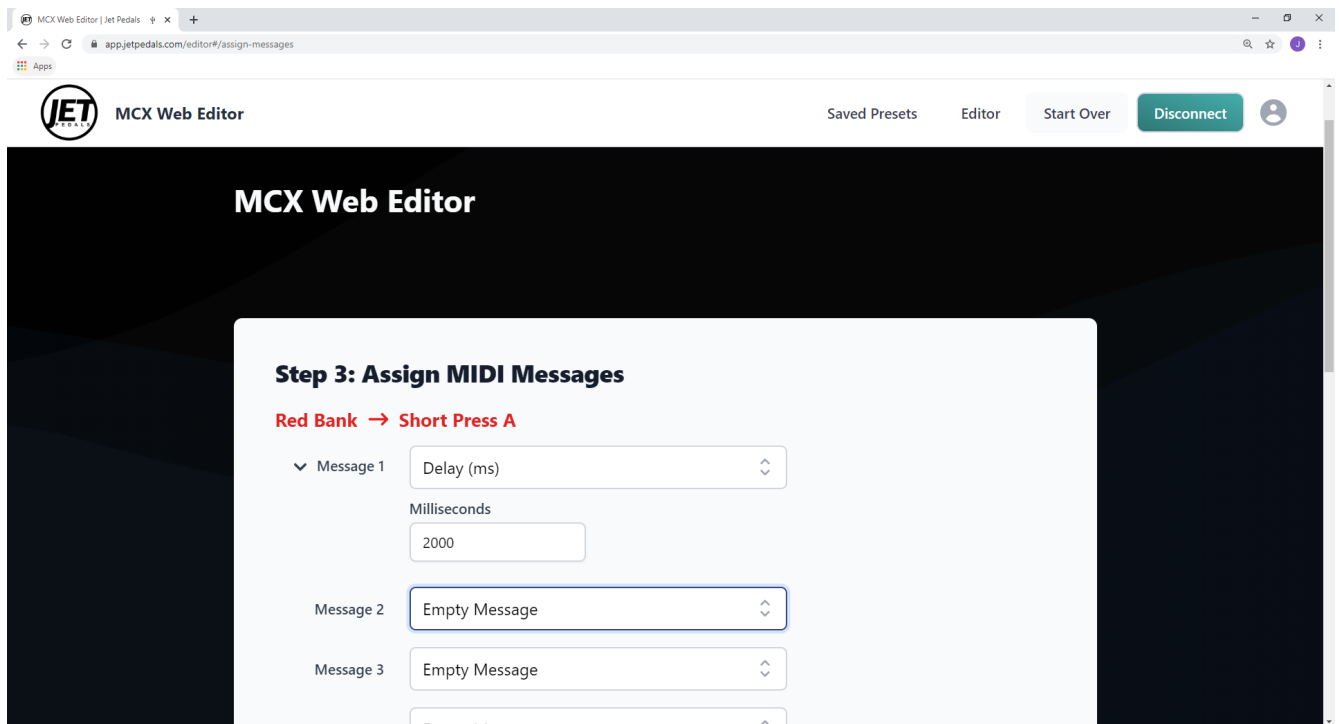 MCX Web Editor | Jet Pedals
app.jetpedals.com/editor#/assign-messages
J
Apps
JET
PEDALS
MCX Web Editor
Saved Presets
Editor
Start Over
Disconnect
MCX Web Editor
Step 3: Assign MIDI Messages
Red Bank → Short Press A
Message 1
Delay (ms)
Milliseconds
2000
Message 2
Empty Message
Message 3
Empty Message